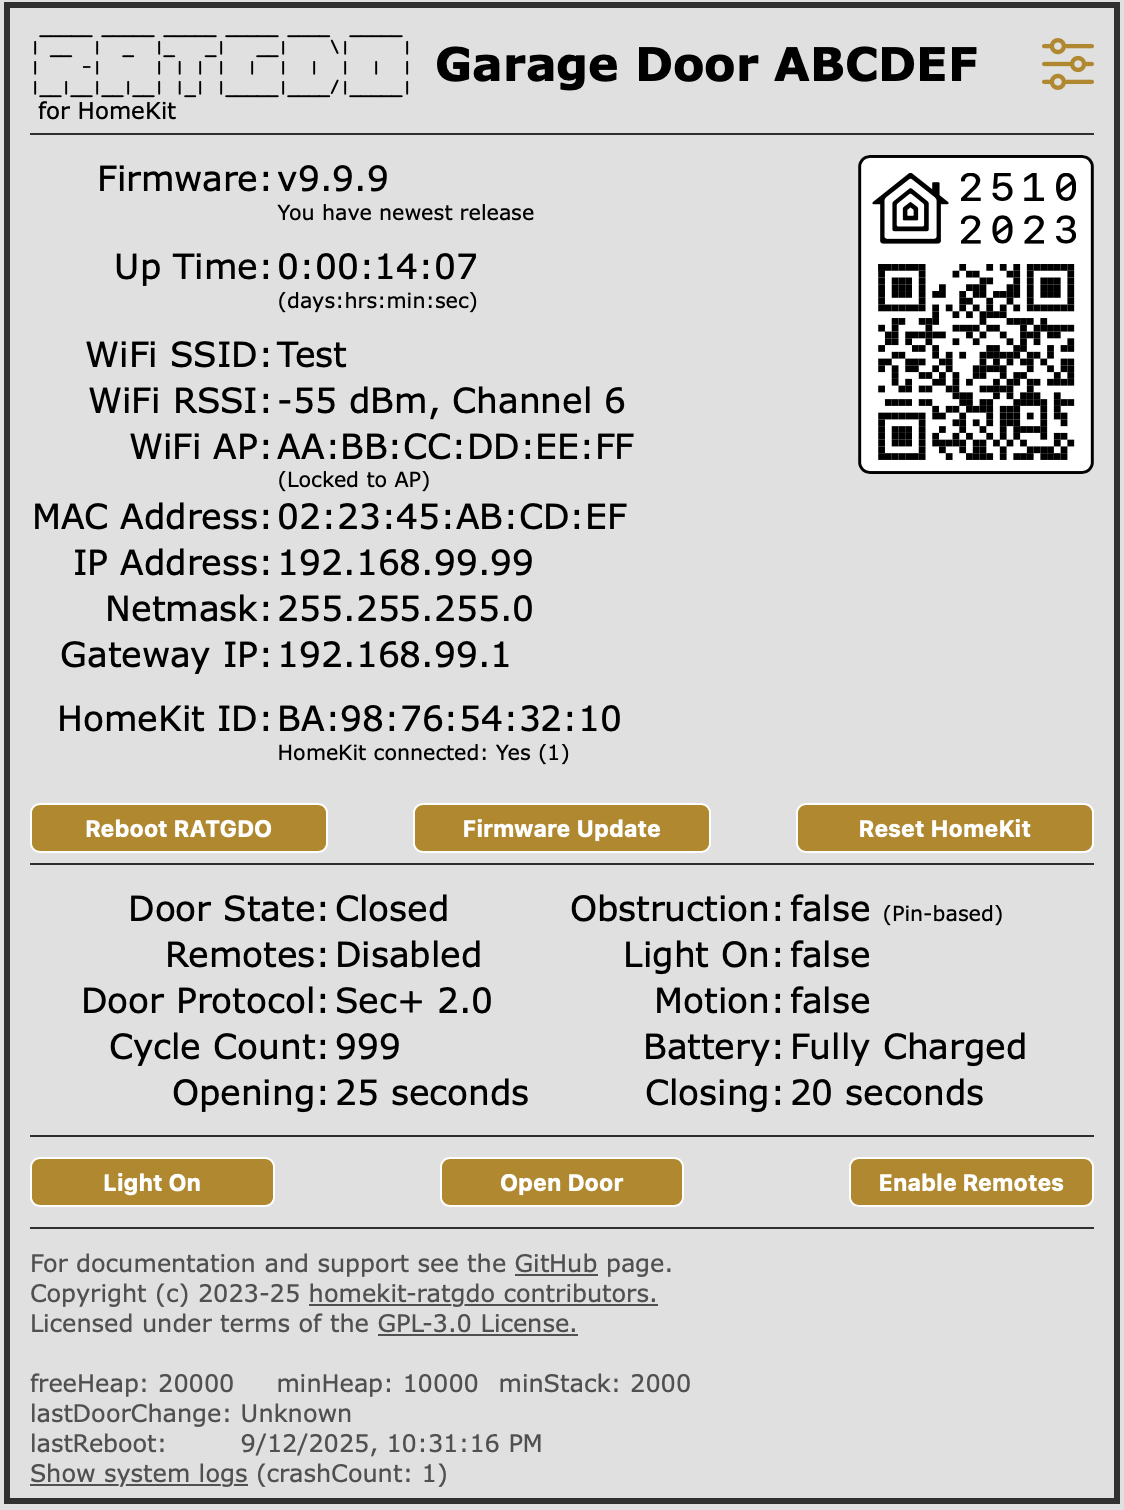 RATGDO
for HomeKit
Garage Door ABCDEF
2510
2023
Firmware: v9.9.9
You have newest release
Up Time: 0:00:14:07
(days:hrs:min:sec)
WiFi SSID: Test
WiFi RSSI: -55 dBm, Channel 6
WiFi AP: AA:BB:CC:DD:EE:FF
(Locked to AP)
MAC Address: 02:23:45:AB:CD:EF
IP Address: 192.168.99.99
Netmask: 255.255.255.0
Gateway IP: 192.168.99.1
HomeKit ID: BA:98:76:54:32:10
HomeKit connected: Yes (1)
Reboot RATGDO Firmware Update Reset HomeKit
Door State: Closed Obstruction: false (Pin-based)
Remotes: Disabled Light On: false
Door Protocol: Sec+ 2.0 Motion: false
Cycle Count: 999 Battery: Fully Charged
Opening: 25 seconds Closing: 20 seconds
Light On Open Door Enable Remotes
For documentation and support see the GitHub page.
Copyright (c) 2023-25 homekit-ratgdo contributors.
Licensed under terms of the GPL-3.0 License.
freeHeap: 20000 minHeap: 10000 minStack: 2000
lastDoorChange: Unknown
lastReboot: 9/12/2025, 10:31:16 PM
Show system logs (crashCount: 1)